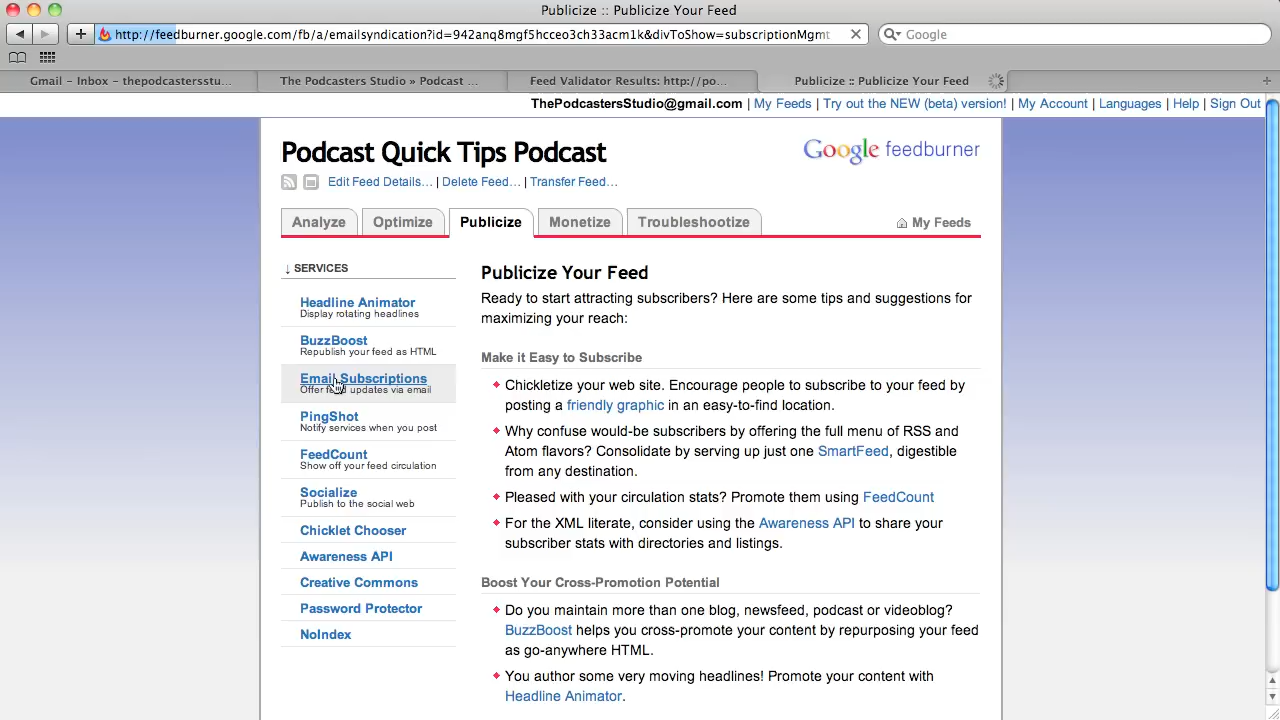 Publicize :: Publicize Your Feed
http://feedburner.google.com/fb/a/emailsyndication?id=942anq8mgf5hcceo3ch33acm1k&divToShow=subscriptionMgmt
Google
Gmail - Inbox - thepodcastersstu...
The Podcasters Studio » Podcast ...
Feed Validator Results: http://po...
Publicize :: Publicize Your Feed
ThePodcastersStudio@gmail.com | My Feeds | Try out the NEW (beta) version! | My Account | Languages | Help | Sign Out
Podcast Quick Tips Podcast
Google feedburner
Edit Feed Details... | Delete Feed... | Transfer Feed...
Analyze
Optimize
Publicize
Monetize
Troubleshootize
My Feeds
↓ SERVICES
Headline Animator
Display rotating headlines
BuzzBoost
Republish your feed as HTML
Email Subscriptions
Offer feed updates via email
PingShot
Notify services when you post
FeedCount
Show off your feed circulation
Socialize
Publish to the social web
Chicklet Chooser
Awareness API
Creative Commons
Password Protector
NoIndex
Publicize Your Feed
Ready to start attracting subscribers? Here are some tips and suggestions for
maximizing your reach:
Make it Easy to Subscribe
Chickletize your web site. Encourage people to subscribe to your feed by
posting a friendly graphic in an easy-to-find location.
Why confuse would-be subscribers by offering the full menu of RSS and
Atom flavors? Consolidate by serving up just one SmartFeed, digestible
from any destination.
Pleased with your circulation stats? Promote them using FeedCount
For the XML literate, consider using the Awareness API to share your
subscriber stats with directories and listings.
Boost Your Cross-Promotion Potential
Do you maintain more than one blog, newsfeed, podcast or videoblog?
BuzzBoost helps you cross-promote your content by repurposing your feed
as go-anywhere HTML.
You author some very moving headlines! Promote your content with
Headline Animator.